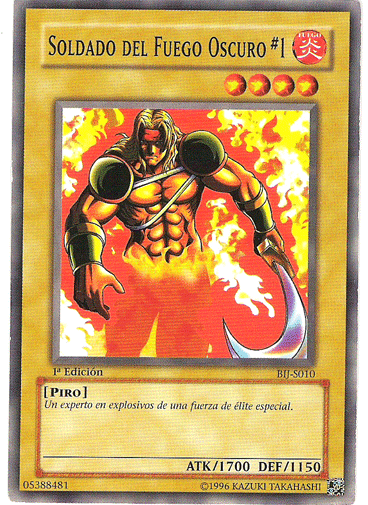 SOLDADO DEL FUEGO OSCURO #1
FUEGO
炎
1ª Edición
BIJ-S010
[PIRO]
Un experto en explosivos de una fuerza de élite especial.
ATK/1700 DEF/1150
05388481
©1996 KAZUKI TAKAHASHI